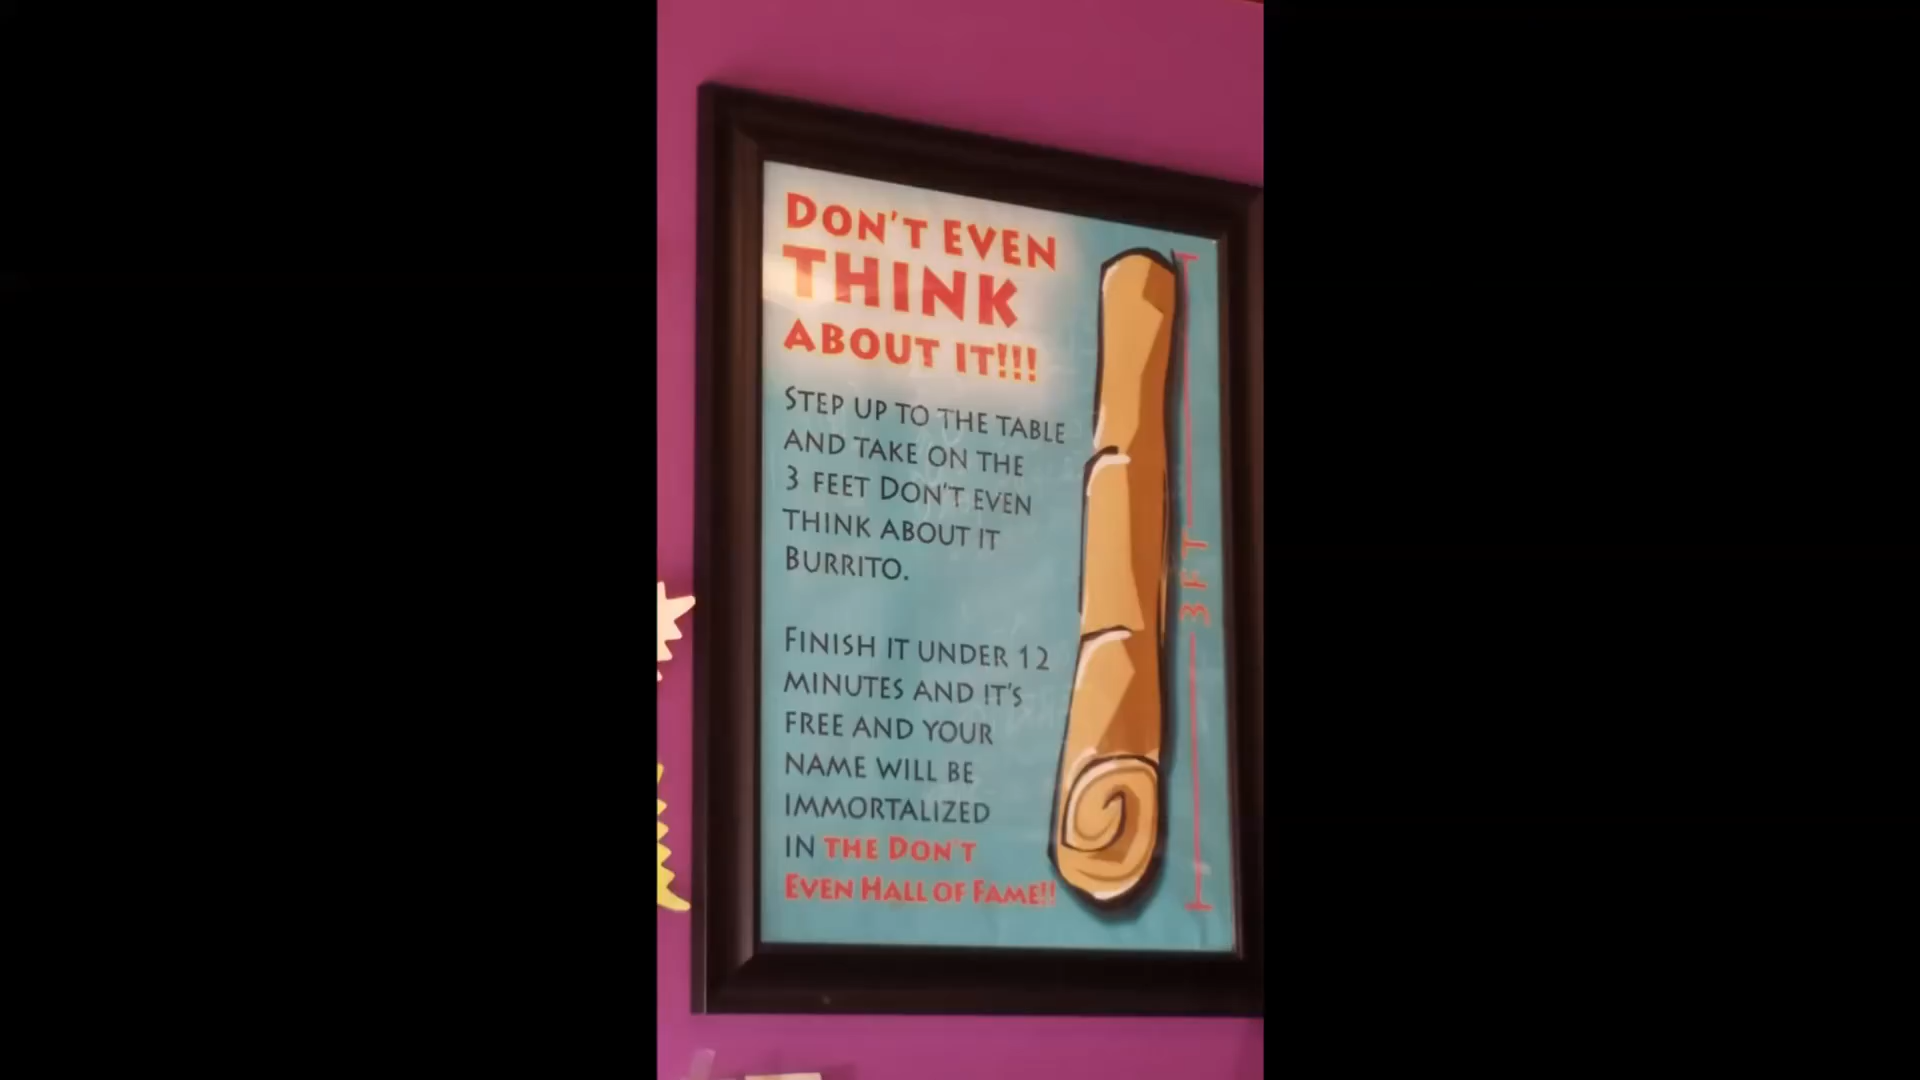 DON'T EVEN
THINK
ABOUT IT!!!
STEP UP TO THE TABLE
AND TAKE ON THE
3 FEET DON'T EVEN
THINK ABOUT IT
BURRITO.
FINISH IT UNDER 12
MINUTES AND IT'S
FREE AND YOUR
NAME WILL BE
IMMORTALIZED
IN THE DON'T
EVEN HALL OF FAME!!
3 FT